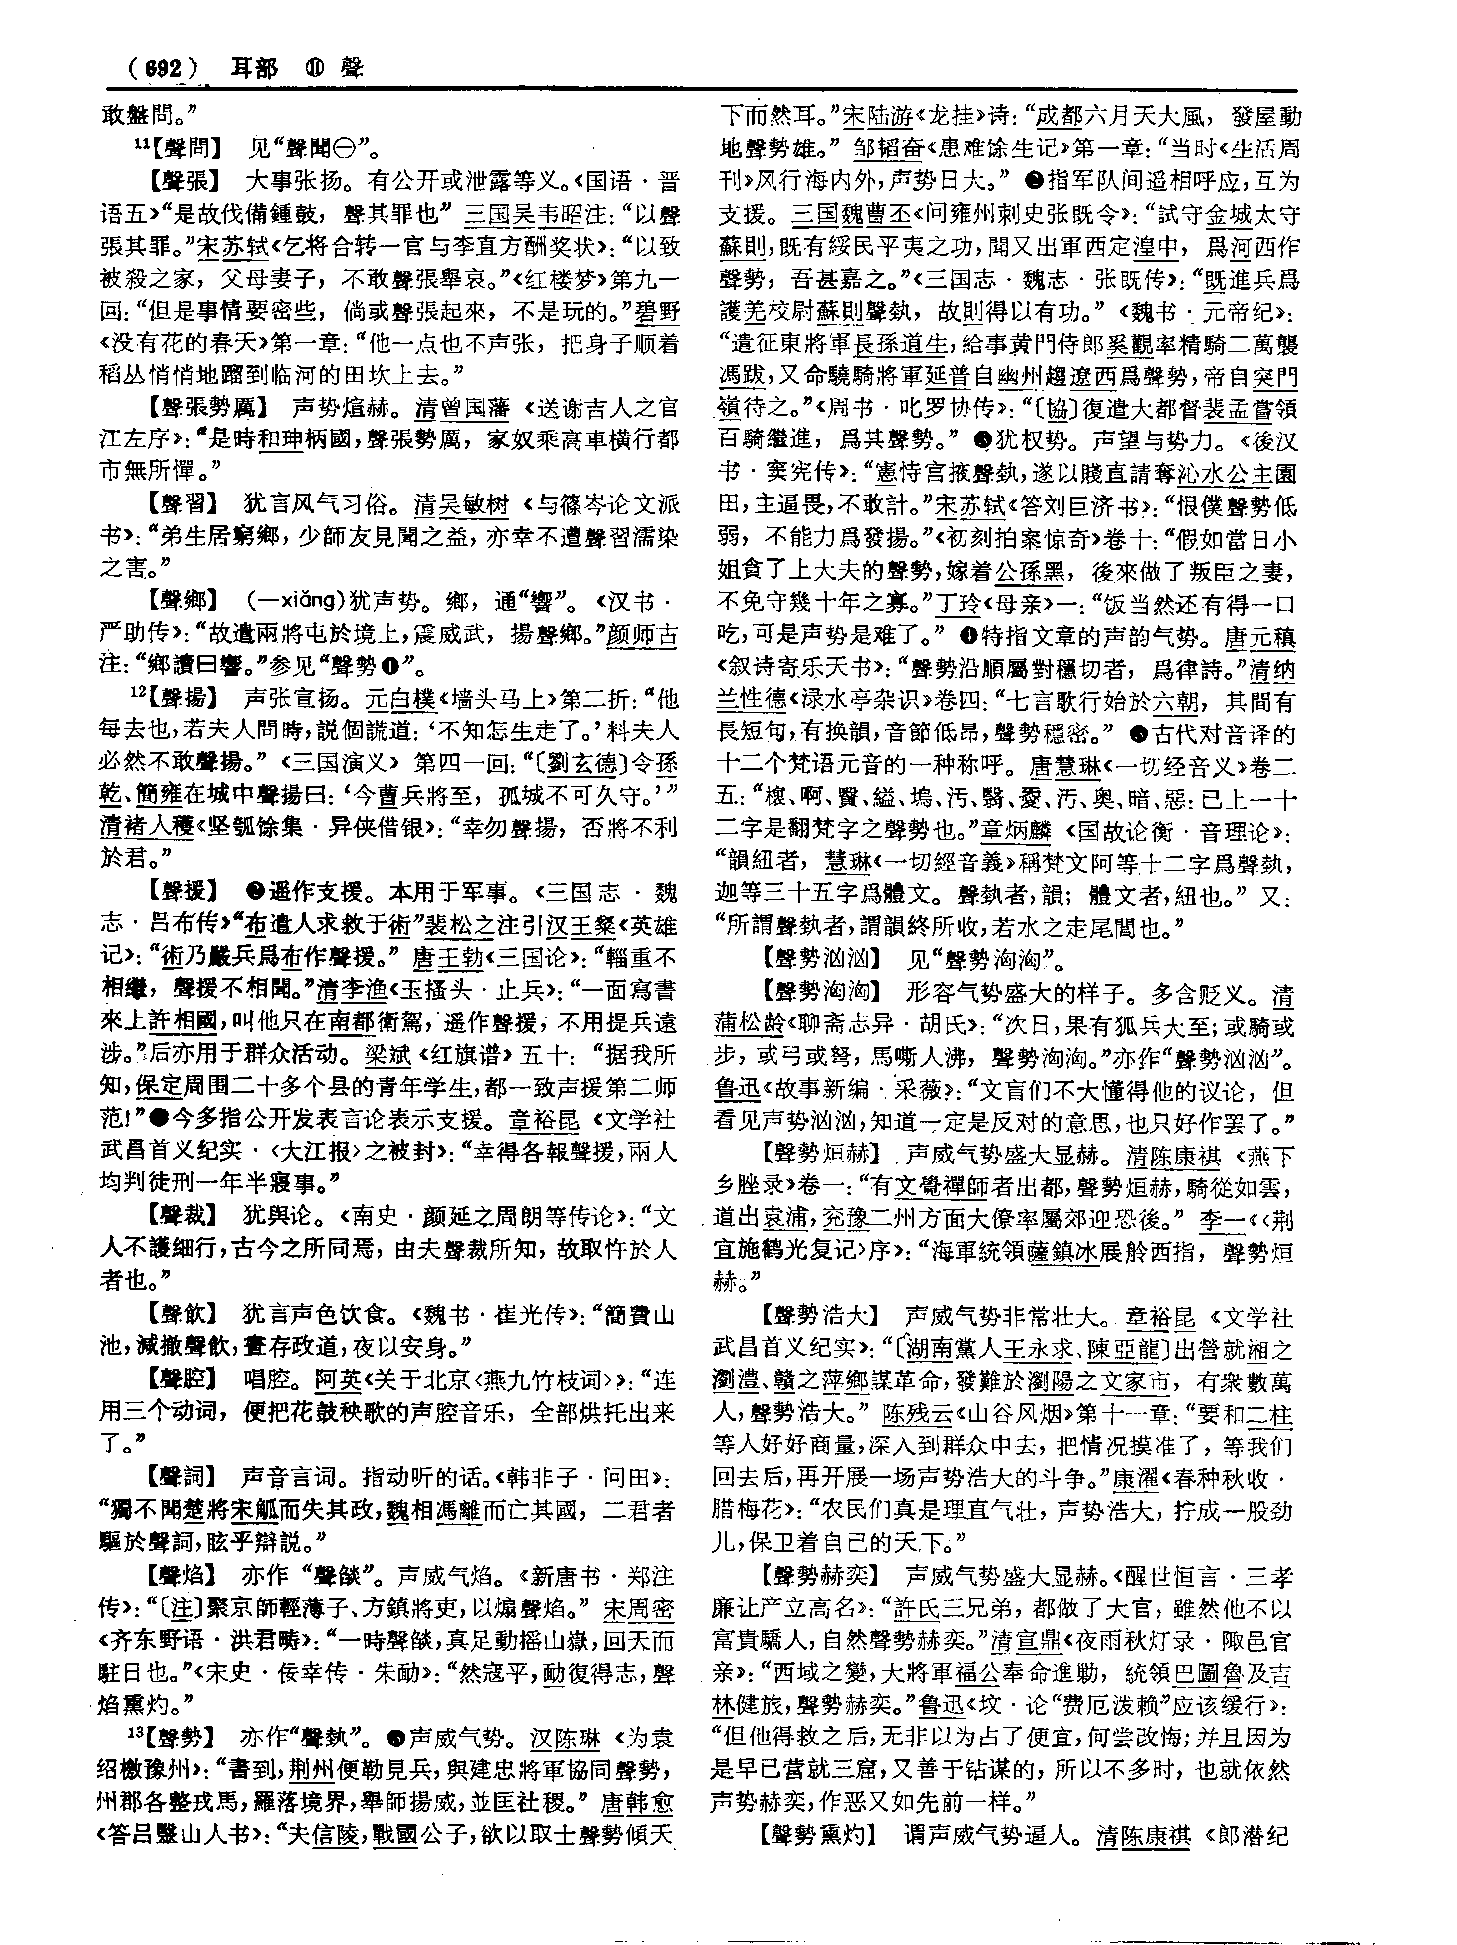 (692) 耳部 ⑪ 聲
敢盤問。”
11【聲問】 见“聲聞㊀”。
【聲張】 大事张扬。有公开或泄露等义。《国语·晋
语五》“是故伐備鍾鼓，聲其罪也”三国吴韦昭注：“以聲
張其罪。”宋苏轼《乞将合转一官与李直方酬奖状》：“以致
被殺之家，父母妻子，不敢聲張舉哀。”《红楼梦》第九一
回：“但是事情要密些，倘或聲張起來，不是玩的。”碧野
《没有花的春天》第一章：“他一点也不声张，把身子顺着
稻丛悄悄地蹓到临河的田坎上去。”
【聲張勢厲】 声势煊赫。清曾国藩《送谢吉人之官
江左序》：“是時和珅柄國，聲張勢厲，家奴乘高車橫行都
市無所憚。”
【聲習】 犹言风气习俗。清吴敏树《与篠岑论文派
书》：“弟生居窮鄉，少師友見聞之益，亦幸不遭聲習濡染
之害。”
【聲鄉】 (—xiǎng)犹声势。鄉，通“響”。《汉书·
严助传》：“故遣兩將屯於境上，震威武，揚聲鄉。”颜师古
注：“鄉讀曰響。”参见“聲勢❶”。
12【聲揚】 声张宣扬。元白樸《墙头马上》第二折：“他
每去也，若夫人問時，説個謊道：‘不知怎生走了。’料夫人
必然不敢聲揚。”《三国演义》第四一回：“〔劉玄德〕令孫
乾、簡雍在城中聲揚曰：‘今曹兵將至，孤城不可久守。’”
清褚人穫《坚瓠馀集·异侠借银》：“幸勿聲揚，否將不利
於君。”
【聲援】 ❷遥作支援。本用于军事。《三国志·魏
志·吕布传》“布遣人求救于術”裴松之注引汉王粲《英雄
记》：“術乃嚴兵爲布作聲援。”唐王勃《三国论》：“輜重不
相繼，聲援不相聞。”清李渔《玉搔头·止兵》：“一面寫書
來上許相國，叫他只在南都衛駕，遥作聲援，不用提兵遠
涉。”后亦用于群众活动。梁斌《红旗谱》五十：“据我所
知，保定周围二十多个县的青年学生，都一致声援第二师
范！”●今多指公开发表言论表示支援。章裕昆《文学社
武昌首义纪实·〈大江报〉之被封》：“幸得各報聲援，兩人
均判徒刑一年半寢事。”
【聲裁】 犹舆论。《南史·颜延之周朗等传论》：“文
人不護細行，古今之所同焉，由夫聲裁所知，故取忤於人
者也。”
【聲飲】 犹言声色饮食。《魏书·崔光传》：“簡費山
池，減撤聲飲，晝存政道，夜以安身。”
【聲腔】 唱腔。阿英《关于北京〈燕九竹枝词〉》：“连
用三个动词，便把花鼓秧歌的声腔音乐，全部烘托出来
了。”
【聲詞】 声音言词。指动听的话。《韩非子·问田》：
“獨不聞楚將宋觚而失其政，魏相馮離而亡其國，二君者
驅於聲詞，眩乎辯説。”
【聲焰】 亦作“聲燄”。声威气焰。《新唐书·郑注
传》：“〔注〕聚京師輕薄子、方鎮將吏，以煽聲焰。”宋周密
《齐东野语·洪君畴》：“一時聲燄，真足動摇山嶽，回天而
駐日也。”《宋史·佞幸传·朱勔》：“然寇平，勔復得志，聲
焰熏灼。”
13【聲勢】 亦作“聲埶”。❶声威气势。汉陈琳《为袁
绍檄豫州》：“書到，荆州便勒見兵，與建忠將軍協同聲勢，
州郡各整戎馬，羅落境界，舉師揚威，並匡社稷。”唐韩愈
《答吕毉山人书》：“夫信陵，戰國公子，欲以取士聲勢傾天
下而然耳。”宋陆游《龙挂》诗：“成都六月天大風，發屋動
地聲勢雄。”邹韬奋《患难馀生记》第一章：“当时《生活周
刊》风行海内外，声势日大。”❷指军队间遥相呼应，互为
支援。三国魏曹丕《问雍州刺史张既令》：“試守金城太守
蘇則，既有綏民平夷之功，聞又出軍西定湟中，爲河西作
聲勢，吾甚嘉之。”《三国志·魏志·张既传》：“既進兵爲
護羌校尉蘇則聲埶，故則得以有功。”《魏书·元帝纪》：
“遣征東將軍長孫道生，給事黄門侍郎奚觀率精騎二萬襲
馮跋，又命驍騎將軍延普自幽州趨遼西爲聲勢，帝自突門
嶺待之。”《周书·叱罗协传》：“〔協〕復遣大都督裴孟嘗領
百騎繼進，爲其聲勢。”❸犹权势。声望与势力。《後汉
书·窦宪传》：“憲恃宫掖聲埶，遂以賤直請奪沁水公主園
田，主逼畏，不敢計。”宋苏轼《答刘巨济书》：“恨僕聲勢低
弱，不能力爲發揚。”《初刻拍案惊奇》卷十：“假如當日小
姐貪了上大夫的聲勢，嫁着公孫黑，後來做了叛臣之妻，
不免守幾十年之寡。”丁玲《母亲》一：“饭当然还有得一口
吃，可是声势是难了。”❹特指文章的声韵气势。唐元稹
《叙诗寄乐天书》：“聲勢沿順屬對穩切者，爲律詩。”清纳
兰性德《渌水亭杂识》卷四：“七言歌行始於六朝，其間有
長短句，有换韻，音節低昂，聲勢穩密。”❺古代对音译的
十二个梵语元音的一种称呼。唐慧琳《一切经音义》卷二
五：“㮈、啊、賢、縊、塢、汚、翳、愛、汚、奥、暗、惡：已上一十
二字是翻梵字之聲勢也。”章炳麟《国故论衡·音理论》：
“韻紐者，慧琳《一切經音義》稱梵文阿等十二字爲聲埶，
迦等三十五字爲體文。聲埶者，韻；體文者，紐也。”又：
“所謂聲埶者，謂韻終所收，若水之走尾閭也。”
【聲勢汹汹】 见“聲勢洶洶”。
【聲勢洶洶】 形容气势盛大的样子。多含贬义。清
蒲松龄《聊斋志异·胡氏》：“次日，果有狐兵大至；或騎或
步，或弓或弩，馬嘶人沸，聲勢洶洶。”亦作“聲勢汹汹”。
鲁迅《故事新编·采薇》：“文盲们不大懂得他的议论，但
看见声势汹汹，知道一定是反对的意思，也只好作罢了。”
【聲勢烜赫】 声威气势盛大显赫。清陈康祺《燕下
乡脞录》卷一：“有文覺禪師者出都，聲勢烜赫，騎從如雲，
道出袁浦，兗豫二州方面大僚率屬郊迎恐後。”李一《〈荆
宜施鹤光复记〉序》：“海軍統領薩鎮冰展舲西指，聲勢烜
赫。”
【聲勢浩大】 声威气势非常壮大。章裕昆《文学社
武昌首义纪实》：“〔湖南黨人王永求、陳亞龍〕出營就湘之
瀏澧、贛之萍鄉謀革命，發難於瀏陽之文家市，有衆數萬
人，聲勢浩大。”陈残云《山谷风烟》第十一章：“要和二柱
等人好好商量，深入到群众中去，把情况摸准了，等我们
回去后，再开展一场声势浩大的斗争。”康濯《春种秋收·
腊梅花》：“农民们真是理直气壮，声势浩大，拧成一股劲
儿，保卫着自己的天下。”
【聲勢赫奕】 声威气势盛大显赫。《醒世恒言·三孝
廉让产立高名》：“許氏三兄弟，都做了大官，雖然他不以
富貴驕人，自然聲勢赫奕。”清宣鼎《夜雨秋灯录·陬邑官
亲》：“西域之變，大將軍福公奉命進勦，統領巴圖魯及吉
林健旅，聲勢赫奕。”鲁迅《坟·论“费厄泼赖”应该缓行》：
“但他得救之后，无非以为占了便宜，何尝改悔；并且因为
是早已营就三窟，又善于钻谋的，所以不多时，也就依然
声势赫奕，作恶又如先前一样。”
【聲勢熏灼】 谓声威气势逼人。清陈康祺《郎潜纪